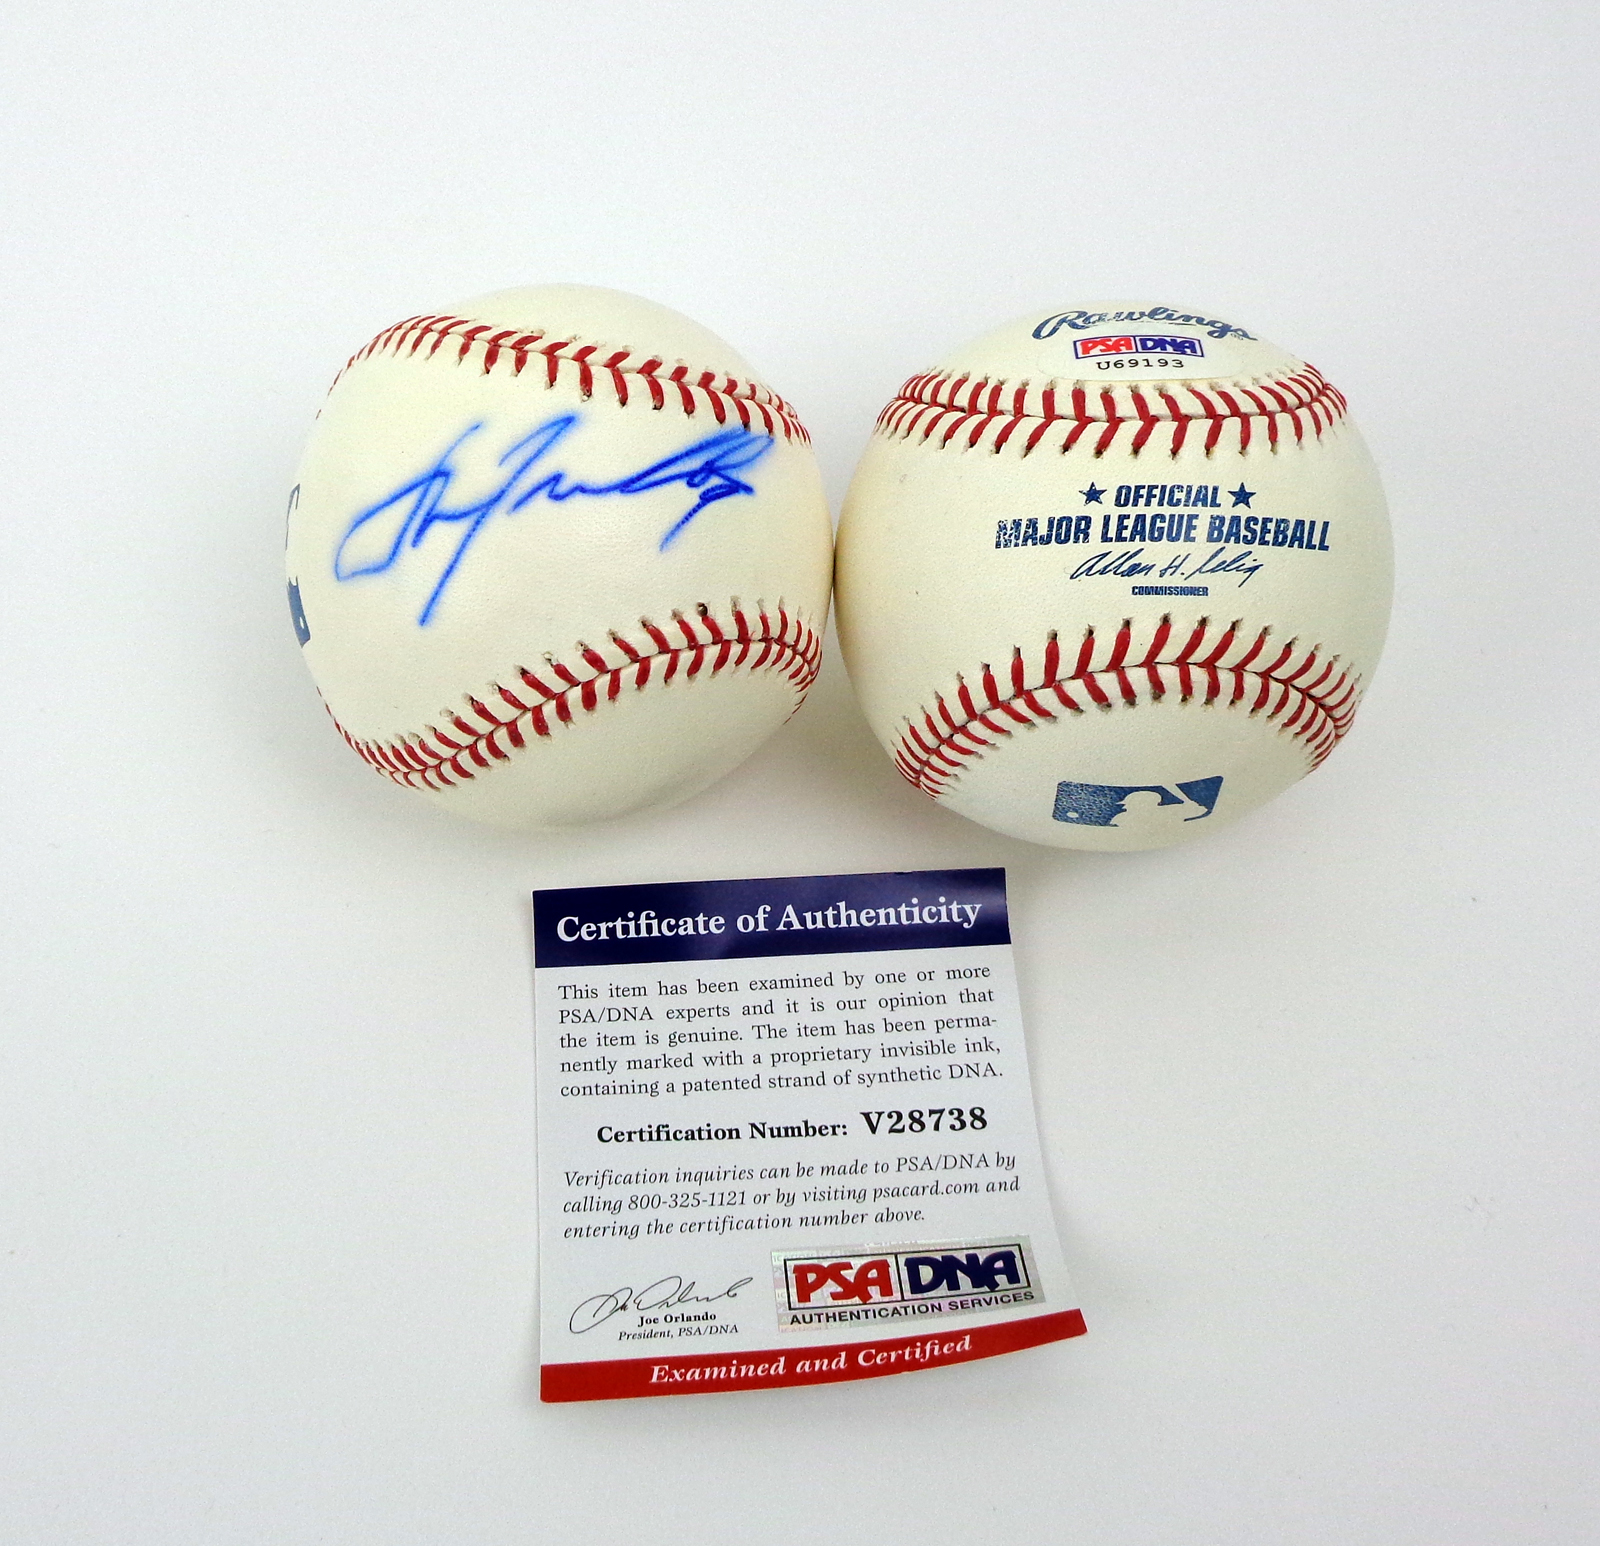 Rawlings
PSA DNA
U69193
OFFICIAL
MAJOR LEAGUE BASEBALL
Allan H. Selig
COMMISSIONER
Certificate of Authenticity
This item has been examined by one or more
PSA/DNA experts and it is our opinion that
the item is genuine. The item has been perma-
nently marked with a proprietary invisible ink,
containing a patented strand of synthetic DNA.
Certification Number: V28738
Verification inquiries can be made to PSA/DNA by
calling 800-325-1121 or by visiting psacard.com and
entering the certification number above.
Joe Orlando
President, PSA/DNA
PSA DNA
AUTHENTICATION SERVICES
Examined and Certified